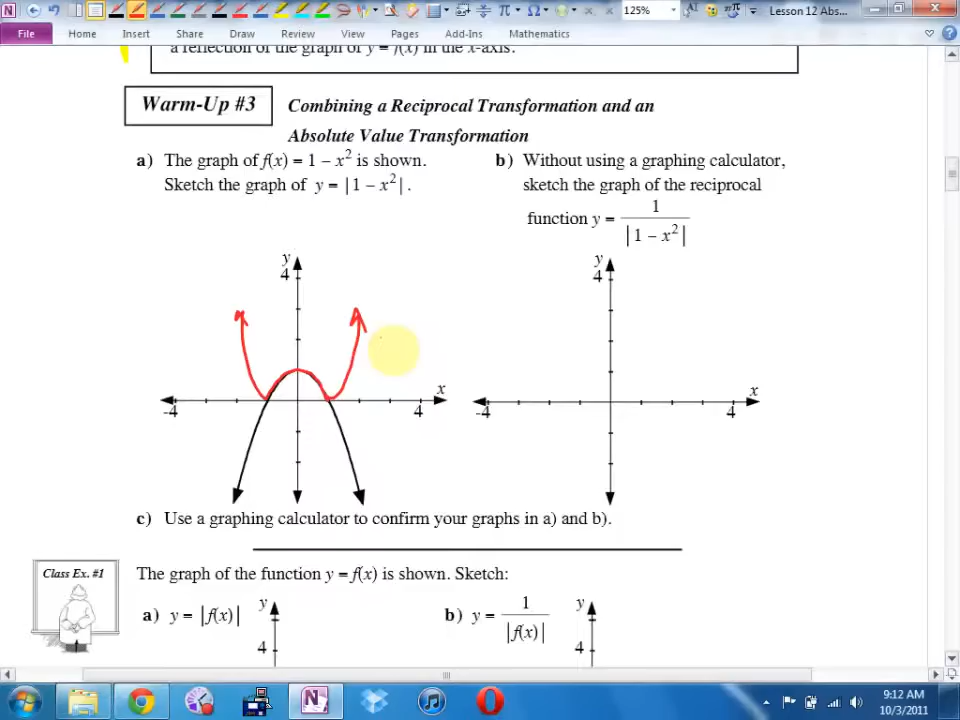 125%
Lesson 12 Abs...
File Home Insert Share Draw Review View Pages Add-Ins Mathematics
a reflection of the graph of y = f(x) in the x-axis.
Warm-Up #3 Combining a Reciprocal Transformation and an
Absolute Value Transformation
a) The graph of f(x) = 1 – x² is shown.
Sketch the graph of y = |1 – x²| .
b) Without using a graphing calculator,
sketch the graph of the reciprocal
function y = 1 / |1 – x²|
y
4
x
-4 4
y
4
x
-4 4
c) Use a graphing calculator to confirm your graphs in a) and b).
Class Ex. #1
The graph of the function y = f(x) is shown. Sketch:
a) y = |f(x)|
y
4
b) y = 1 / |f(x)|
y
4
9:12 AM
10/3/2011